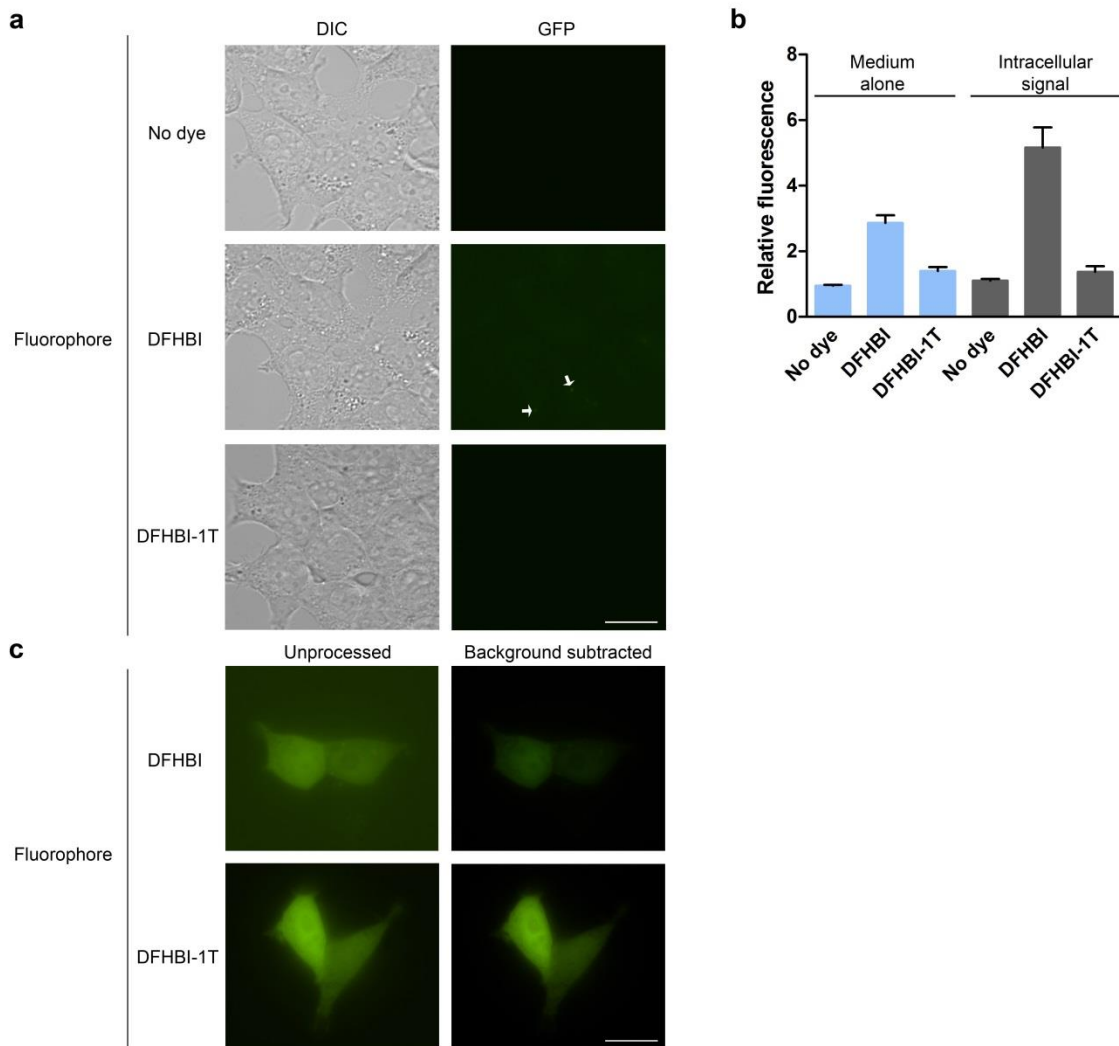 a
DIC
GFP
No dye
Fluorophore
DFHBI
DFHBI-1T
b
8
6
4
2
0
Relative fluorescence
Medium
alone
Intracellular
signal
No dye
DFHBI
DFHBI-1T
No dye
DFHBI
DFHBI-1T
c
Unprocessed
Background subtracted
DFHBI
Fluorophore
DFHBI-1T